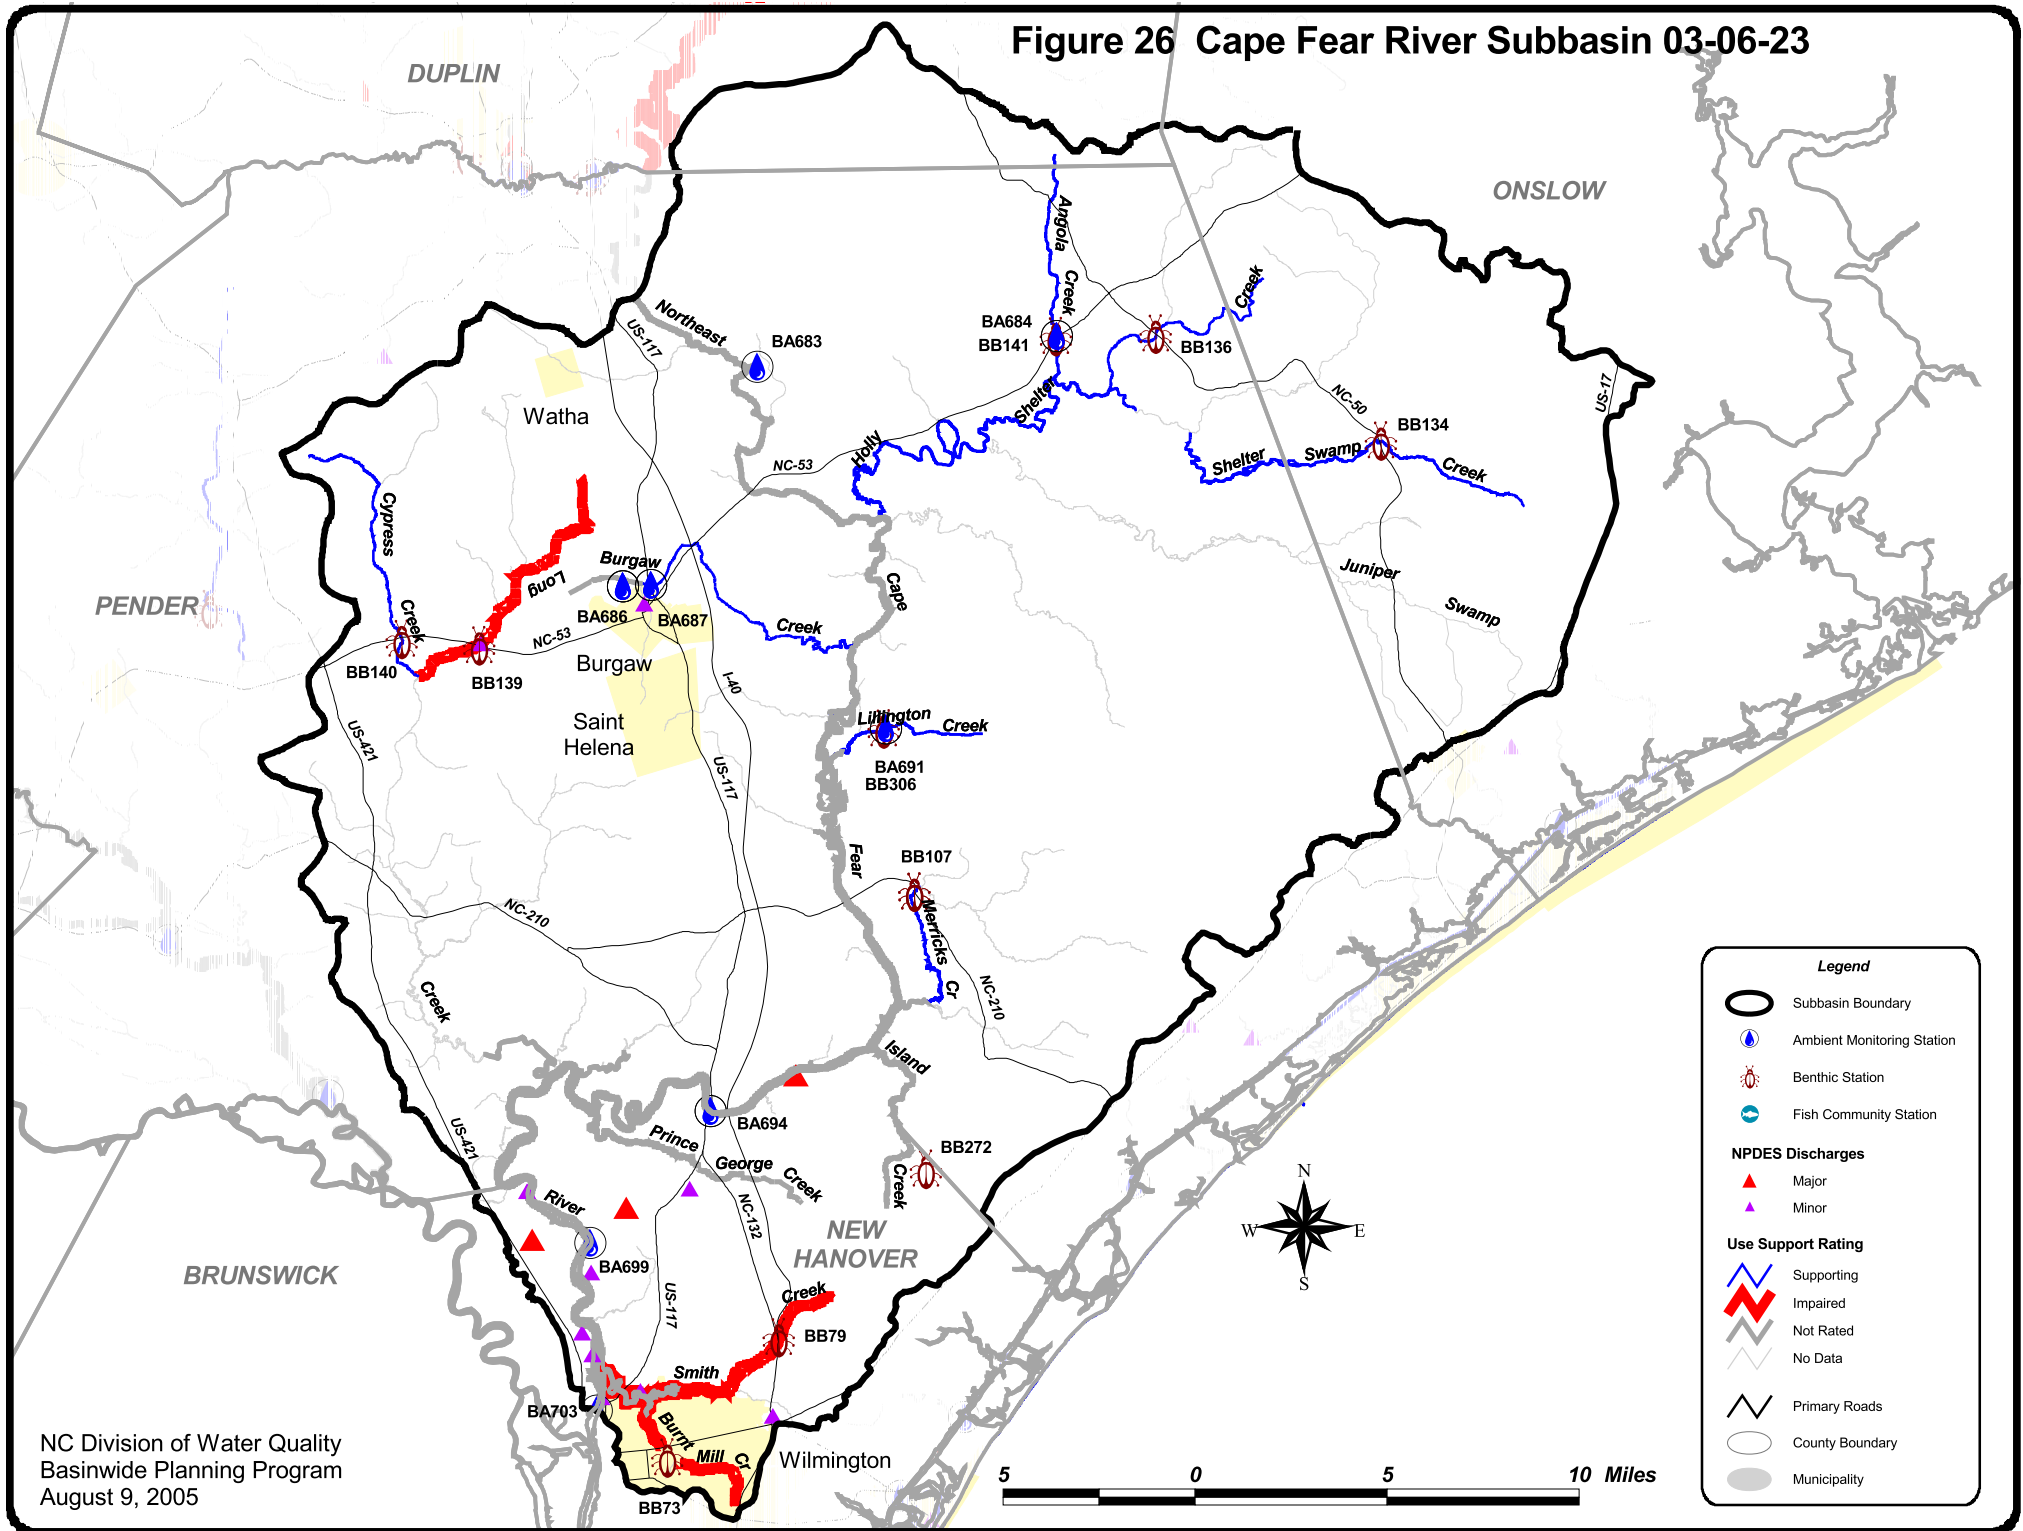 Figure 26 Cape Fear River Subbasin 03-06-23
DUPLIN
ONSLOW
Angola
Creek
Creek
Northeast
US-117
BA683
BA684
BB141
BB136
Shelter
NC-50
US-17
Watha
BB134
Holly
NC-53
Shelter
Swamp
Creek
Cypress
Creek
Long
Burgaw
Cape
Juniper
Swamp
PENDER
BA686
BA687
Creek
NC-53
BB140
BB139
Burgaw
I-40
Saint
Helena
Lillington
Creek
US-421
US-117
BA691
BB306
Fear
BB107
Merricks
Cr
NC-210
NC-210
Creek
Island
US-421
BA694
Prince
George
Creek
BB272
Creek
River
NC-132
NEW
HANOVER
BA699
BRUNSWICK
US-117
Creek
BB79
Smith
BA703
Burnt
Mill
Cr
Wilmington
BB73
N
W
E
S
5 0 5 10 Miles
NC Division of Water Quality
Basinwide Planning Program
August 9, 2005
Legend
Subbasin Boundary
Ambient Monitoring Station
Benthic Station
Fish Community Station
NPDES Discharges
Major
Minor
Use Support Rating
Supporting
Impaired
Not Rated
No Data
Primary Roads
County Boundary
Municipality